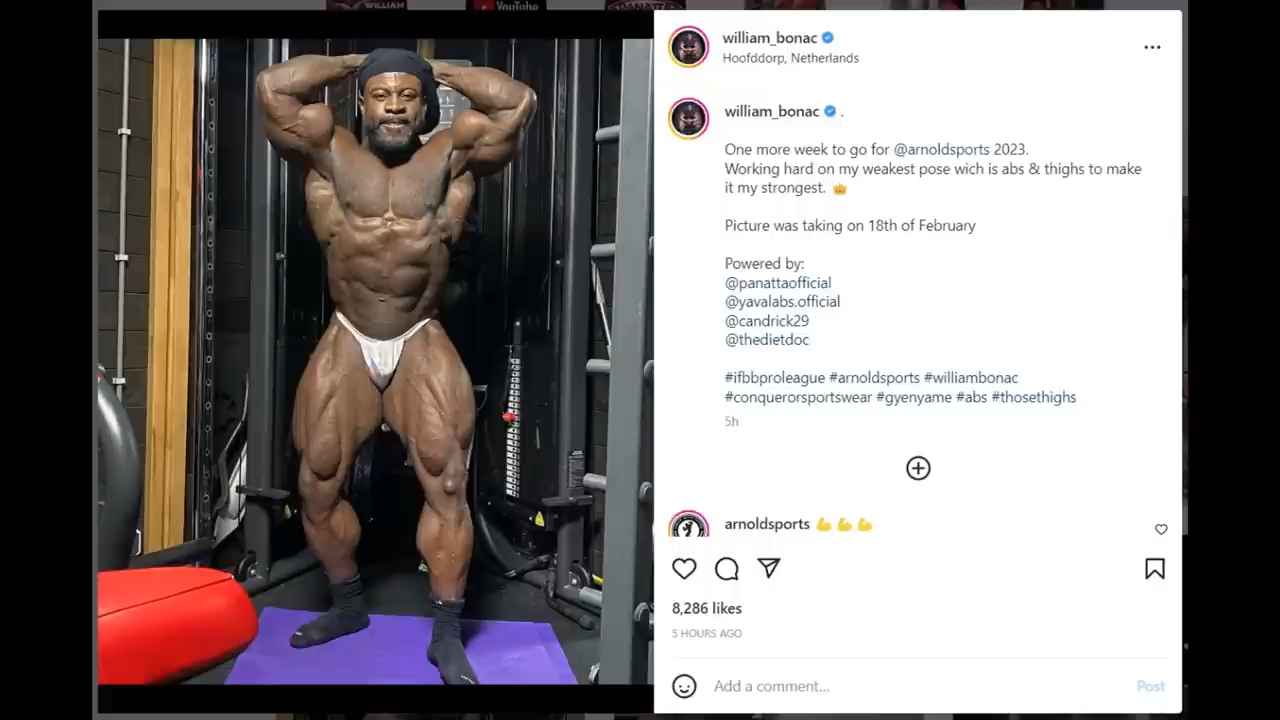 WILLIAM
YouTube
PANATTA
william_bonac
Hoofddorp, Netherlands
william_bonac .
One more week to go for @arnoldsports 2023.
Working hard on my weakest pose wich is abs & thighs to make
it my strongest.
Picture was taking on 18th of February
Powered by:
@panattaofficial
@yavalabs.official
@candrick29
@thedietdoc
#ifbbproleague #arnoldsports #williambonac
#conquerorsportswear #gyenyame #abs #thosethighs
5h
arnoldsports
8,286 likes
5 HOURS AGO
Add a comment...
Post